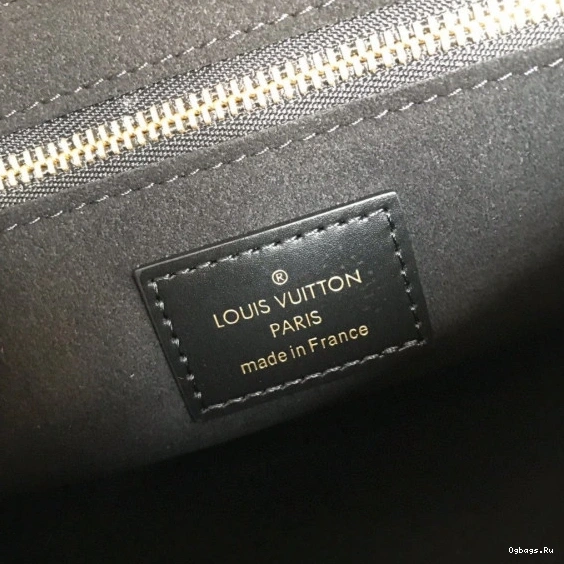 ®
LOUIS VUITTON
PARIS
made in France
Ogbags.Ru